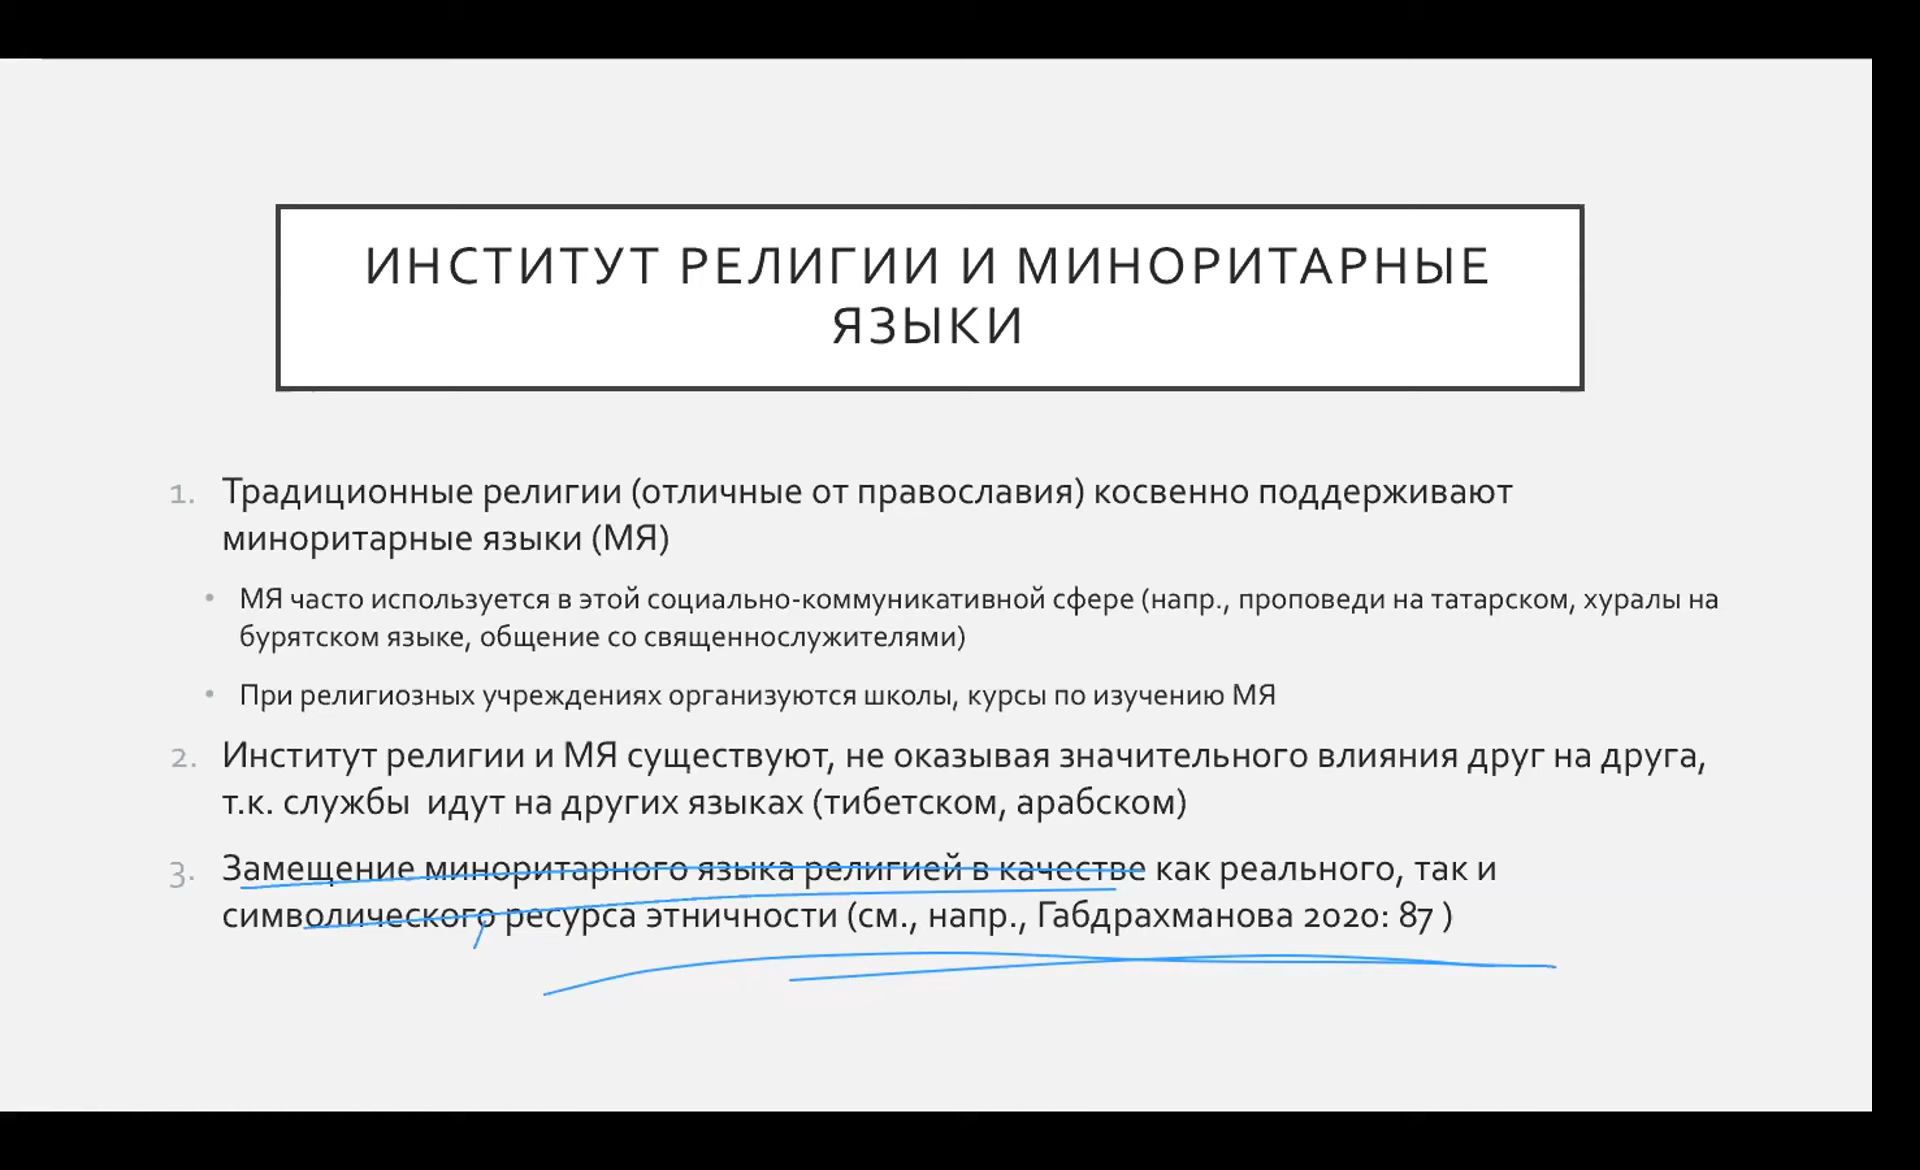 ИНСТИТУТ РЕЛИГИИ И МИНОРИТАРНЫЕ
ЯЗЫКИ
1. Традиционные религии (отличные от православия) косвенно поддерживают
миноритарные языки (МЯ)
• МЯ часто используется в этой социально-коммуникативной сфере (напр., проповеди на татарском, хуралы на
бурятском языке, общение со священнослужителями)
• При религиозных учреждениях организуются школы, курсы по изучению МЯ
2. Институт религии и МЯ существуют, не оказывая значительного влияния друг на друга,
т.к. службы идут на других языках (тибетском, арабском)
3. Замещение миноритарного языка религией в качестве как реального, так и
символического ресурса этничности (см., напр., Габдрахманова 2020: 87 )